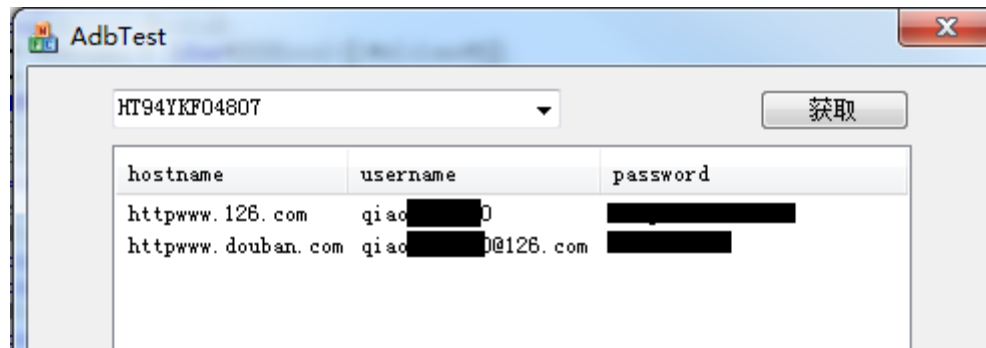 AdbTest
HT94YKF04807
获取
hostname username password
httpwww.126.com qiao 0
httpwww.douban.com qiao 0@126.com